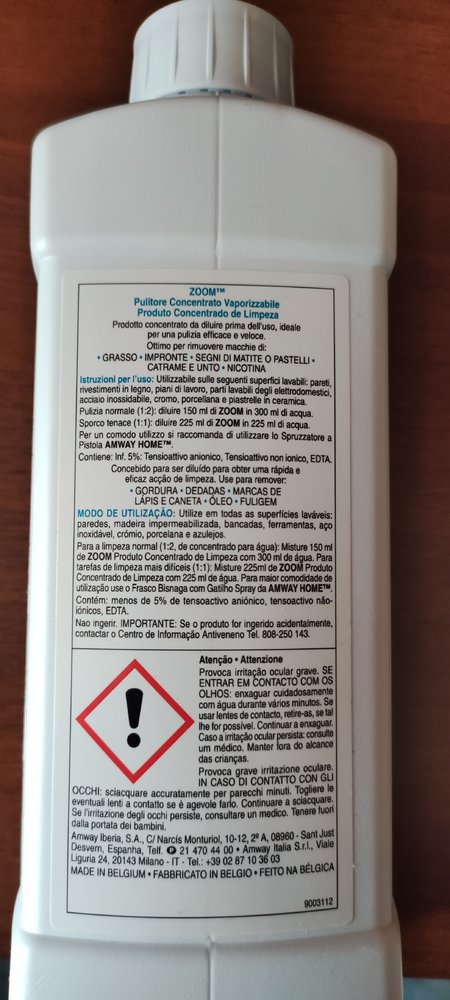 ZOOM™
Pulitore Concentrato Vaporizzabile
Produto Concentrado de Limpeza
Prodotto concentrato da diluire prima dell'uso, ideale
per una pulizia efficace e veloce.
Ottimo per rimuovere macchie di:
• GRASSO • IMPRONTE • SEGNI DI MATITE O PASTELLI •
CATRAME E UNTO • NICOTINA
Istruzioni per l'uso: Utilizzabile sulle seguenti superfici lavabili: pareti,
rivestimenti in legno, piani di lavoro, parti lavabili degli elettrodomestici,
acciaio inossidabile, cromo, porcellana e piastrelle in ceramica.
Pulizia normale (1:2): diluire 150 ml di ZOOM in 300 ml di acqua.
Sporco tenace (1:1): diluire 225 ml di ZOOM in 225 ml di acqua.
Per un comodo utilizzo si raccomanda di utilizzare lo Spruzzatore a
Pistola AMWAY HOME™.
Contiene: Inf. 5%: Tensioattivo anionico, Tensioattivo non ionico, EDTA.
Concebido para ser diluído para obter uma rápida e
eficaz acção de limpeza. Use para remover:
• GORDURA • DEDADAS • MARCAS DE
LÁPIS E CANETA • ÓLEO • FULIGEM
MODO DE UTILIZAÇÃO: Utilize em todas as superfícies laváveis:
paredes, madeira impermeabilizada, bancadas, ferramentas, aço
inoxidável, crómio, porcelana e azulejos.
Para a limpeza normal (1:2, de concentrado para água): Misture 150 ml
de ZOOM Produto Concentrado de Limpeza com 300 ml de água. Para
tarefas de limpeza mais difíceis (1:1): Misture 225ml de ZOOM Produto
Concentrado de Limpeza com 225 ml de água. Para maior comodidade de
utilização use o Frasco Bisnaga com Gatilho Spray da AMWAY HOME™.
Contém: menos de 5% de tensoactivo aniónico, tensoactivo não-
iónicos, EDTA.
Nao ingerir. IMPORTANTE: Se o produto for ingerido acidentalmente,
contactar o Centro de Informação Antiveneno Tel. 808-250 143.
Atenção • Attenzione
Provoca irritação ocular grave. SE
ENTRAR EM CONTACTO COM OS
OLHOS: enxaguar cuidadosamente
com água durante vários minutos. Se
usar lentes de contacto, retire-as, se tal
lhe for possível. Continuar a enxaguar.
Caso a irritação ocular persista: consulte
um médico. Manter fora do alcance
das crianças.
Provoca grave irritazione oculare.
IN CASO DI CONTATTO CON GLI
OCCHI: sciacquare accuratamente per parecchi minuti. Togliere le
eventuali lenti a contatto se è agevole farlo. Continuare a sciacquare.
Se l'irritazione degli occhi persiste, consultare un medico. Tenere fuori
dalla portata dei bambini.
Amway Iberia, S.A., C/ Narcís Monturiol, 10-12, 2ª A, 08960 - Sant Just
Desvern, Espanha, Telf. P 21 470 44 00 • Amway Italia S.r.l., Viale
Liguria 24, 20143 Milano - IT - Tel.: +39 02 87 10 36 03
MADE IN BELGIUM • FABBRICATO IN BELGIO • FEITO NA BÉLGICA
9003112